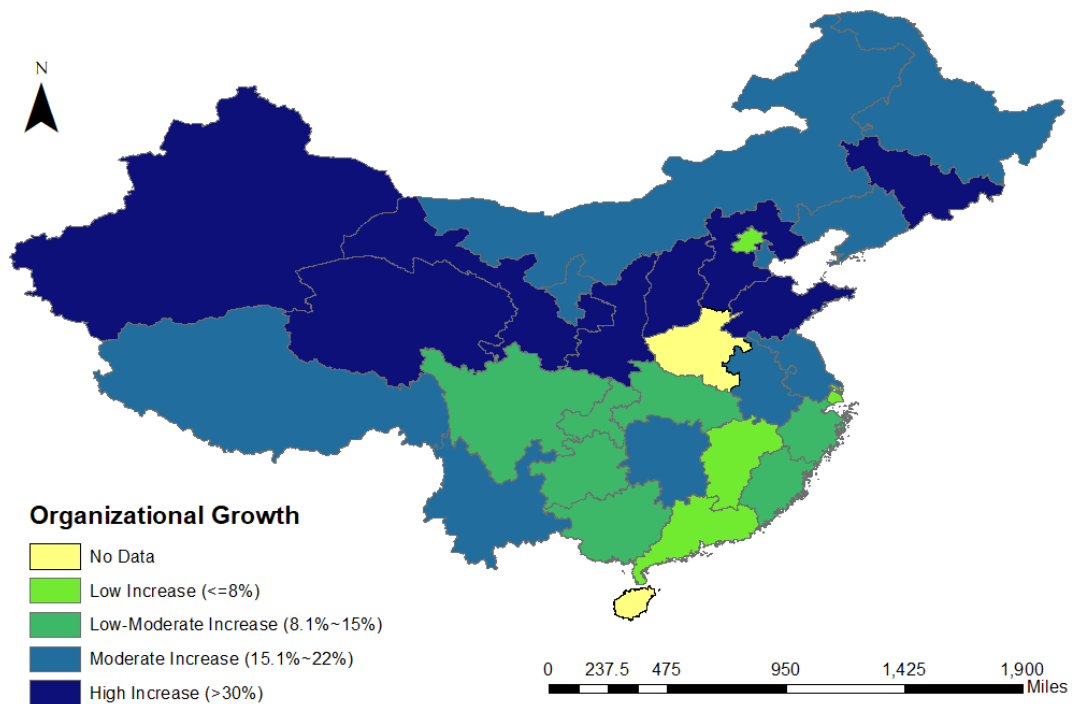 N
Organizational Growth
No Data
Low Increase (<=8%)
Low-Moderate Increase (8.1%~15%)
Moderate Increase (15.1%~22%)
High Increase (>30%)
0 237.5 475 950 1,425 1,900
Miles